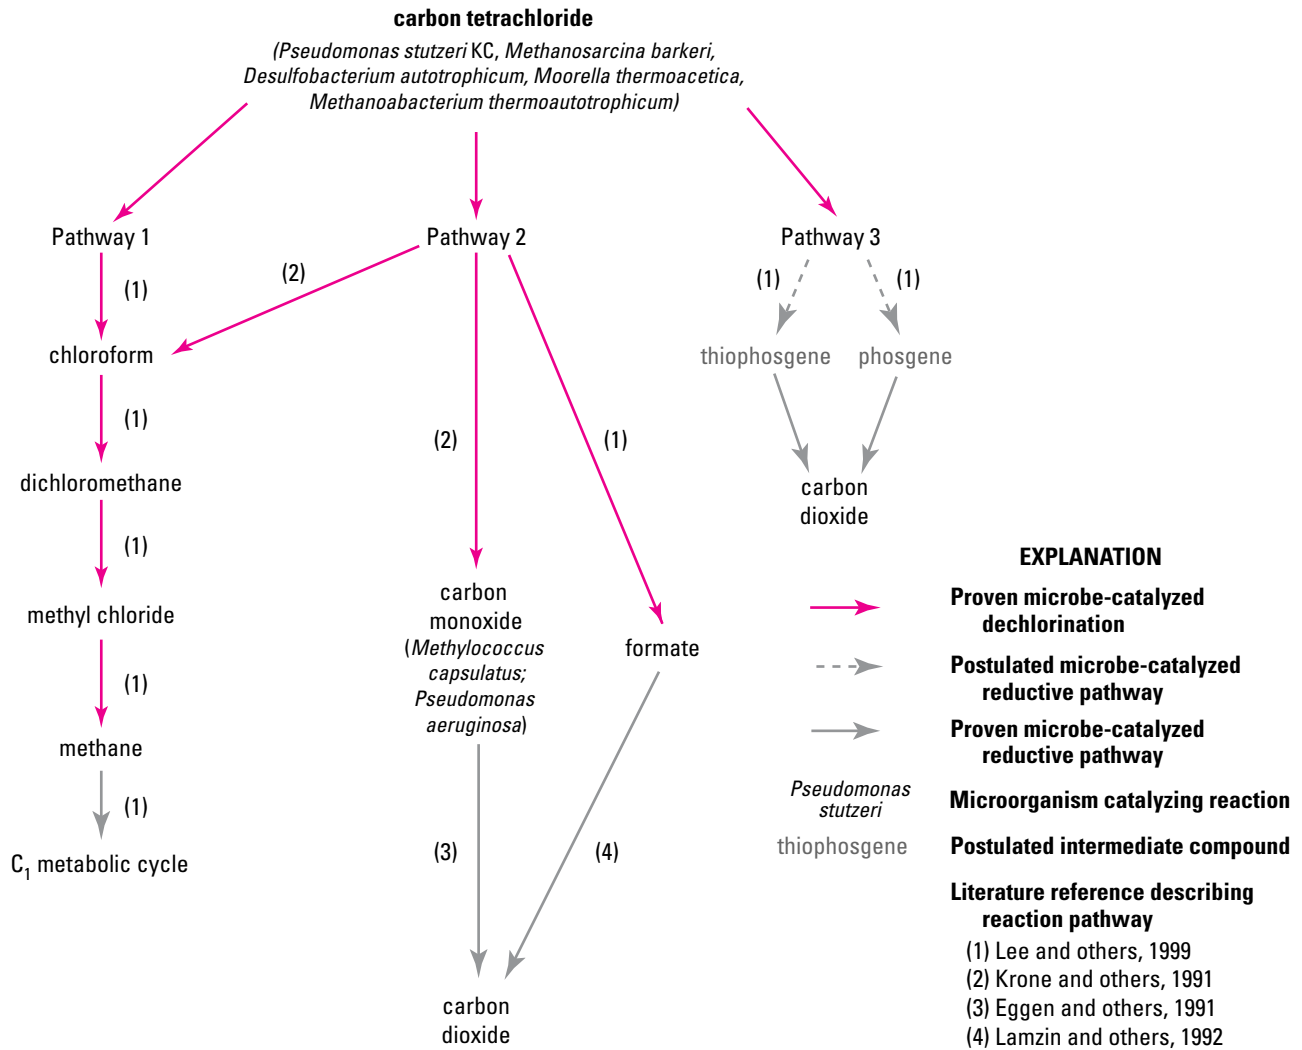 carbon tetrachloride
(Pseudomonas stutzeri KC, Methanosarcina barkeri,
Desulfobacterium autotrophicum, Moorella thermoacetica,
Methanoabacterium thermoautotrophicum)
Pathway 1
Pathway 2
Pathway 3
(1)
(2)
(1)
(1)
chloroform
thiophosgene
phosgene
(1)
(2)
(1)
dichloromethane
carbon
dioxide
(1)
methyl chloride
carbon
monoxide
(Methylococcus
capsulatus;
Pseudomonas
aeruginosa)
formate
(1)
methane
(1)
(3)
(4)
C₁ metabolic cycle
carbon
dioxide
EXPLANATION
Proven microbe-catalyzed
dechlorination
Postulated microbe-catalyzed
reductive pathway
Proven microbe-catalyzed
reductive pathway
Pseudomonas
stutzeri
Microorganism catalyzing reaction
thiophosgene
Postulated intermediate compound
Literature reference describing
reaction pathway
(1) Lee and others, 1999
(2) Krone and others, 1991
(3) Eggen and others, 1991
(4) Lamzin and others, 1992